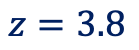 z = 3.8